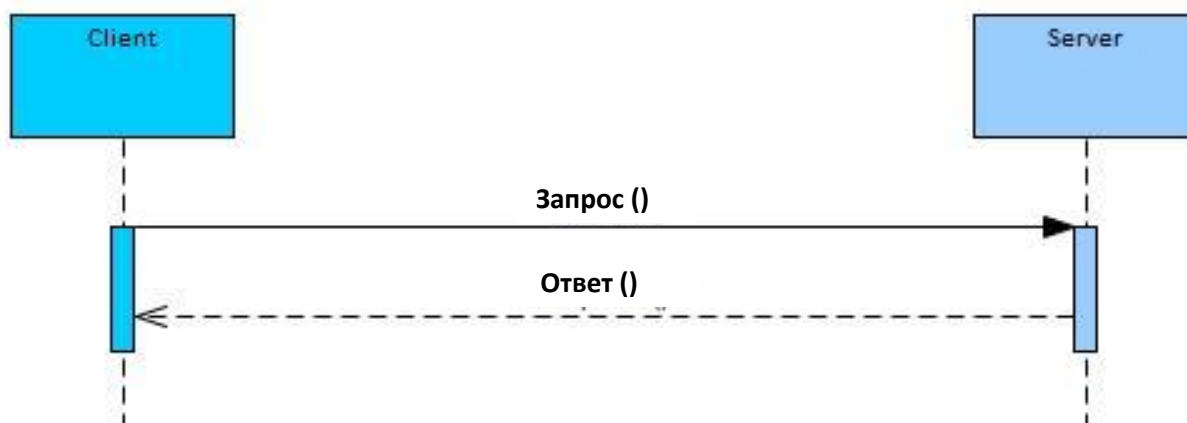 Client
Server
Запрос ()
Ответ ()